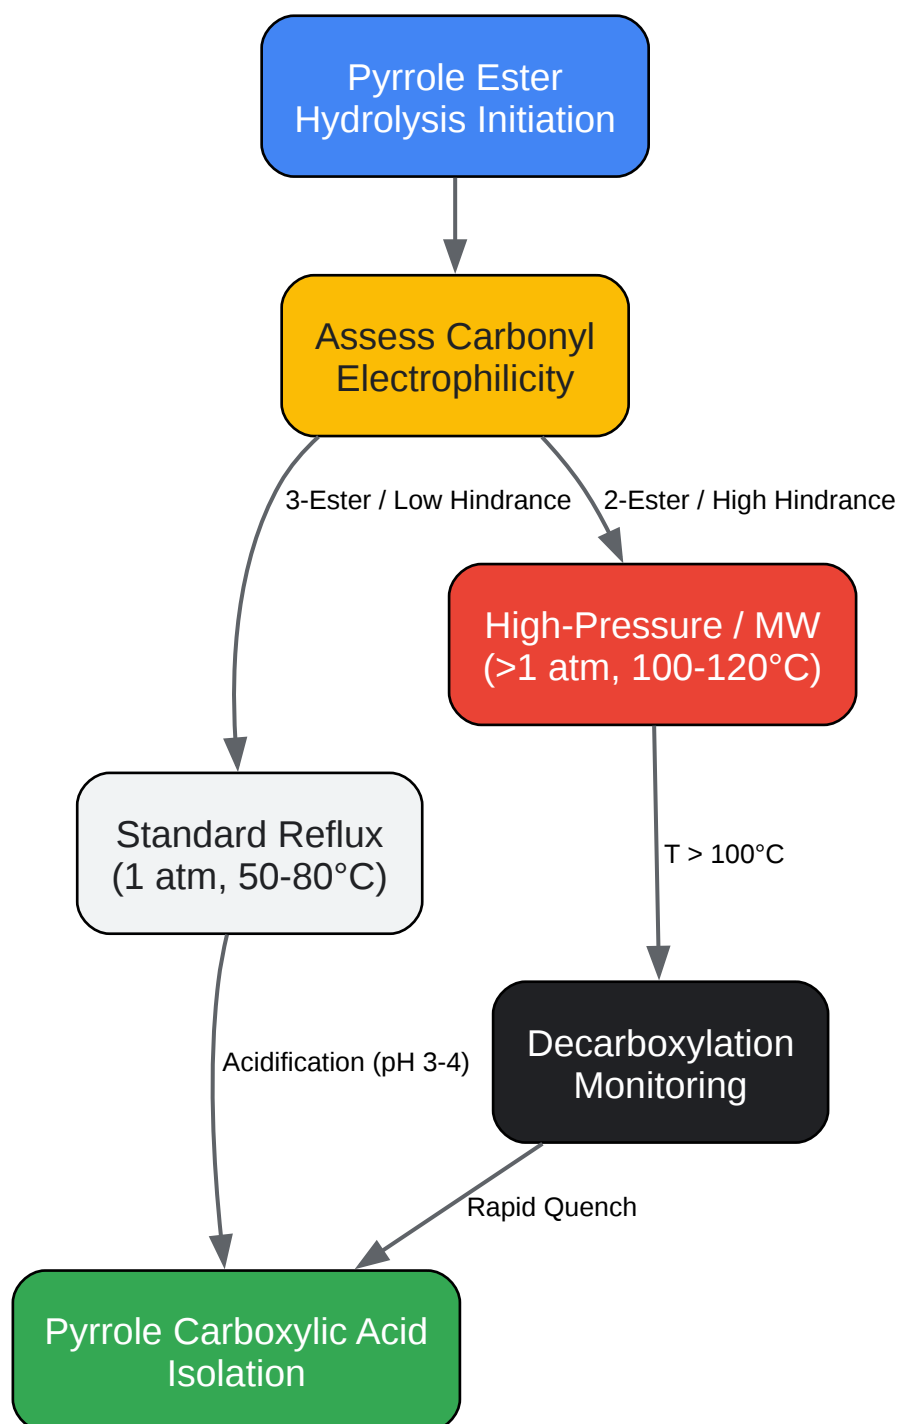 Pyrrole Ester
Hydrolysis Initiation
Assess Carbonyl
Electrophilicity
3-Ester / Low Hindrance
2-Ester / High Hindrance
High-Pressure / MW
(>1 atm, 100-120°C)
Standard Reflux
(1 atm, 50-80°C)
T > 100°C
Decarboxylation
Monitoring
Acidification (pH 3-4)
Rapid Quench
Pyrrole Carboxylic Acid
Isolation